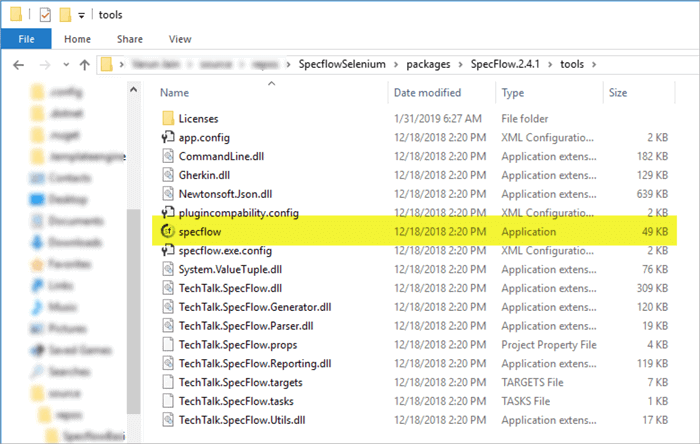 tools
File Home Share View
SpecflowSelenium packages SpecFlow.2.4.1 tools
Name Date modified Type Size
Licenses 1/31/2019 6:27 AM File folder
app.config 12/18/2018 2:20 PM XML Configuratio... 2 KB
CommandLine.dll 12/18/2018 2:20 PM Application extens... 182 KB
Gherkin.dll 12/18/2018 2:20 PM Application extens... 129 KB
Newtonsoft.Json.dll 12/18/2018 2:20 PM Application extens... 639 KB
plugincompability.config 12/18/2018 2:20 PM XML Configuratio... 2 KB
specflow 12/18/2018 2:20 PM Application 49 KB
specflow.exe.config 12/18/2018 2:20 PM XML Configuratio... 2 KB
System.ValueTuple.dll 12/18/2018 2:20 PM Application extens... 76 KB
TechTalk.SpecFlow.dll 12/18/2018 2:20 PM Application extens... 309 KB
TechTalk.SpecFlow.Generator.dll 12/18/2018 2:20 PM Application extens... 120 KB
TechTalk.SpecFlow.Parser.dll 12/18/2018 2:20 PM Application extens... 19 KB
TechTalk.SpecFlow.props 12/18/2018 2:20 PM Project Property File 4 KB
TechTalk.SpecFlow.Reporting.dll 12/18/2018 2:20 PM Application extens... 119 KB
TechTalk.SpecFlow.targets 12/18/2018 2:20 PM TARGETS File 7 KB
TechTalk.SpecFlow.tasks 12/18/2018 2:20 PM TASKS File 1 KB
TechTalk.SpecFlow.Utils.dll 12/18/2018 2:20 PM Application extens... 17 KB